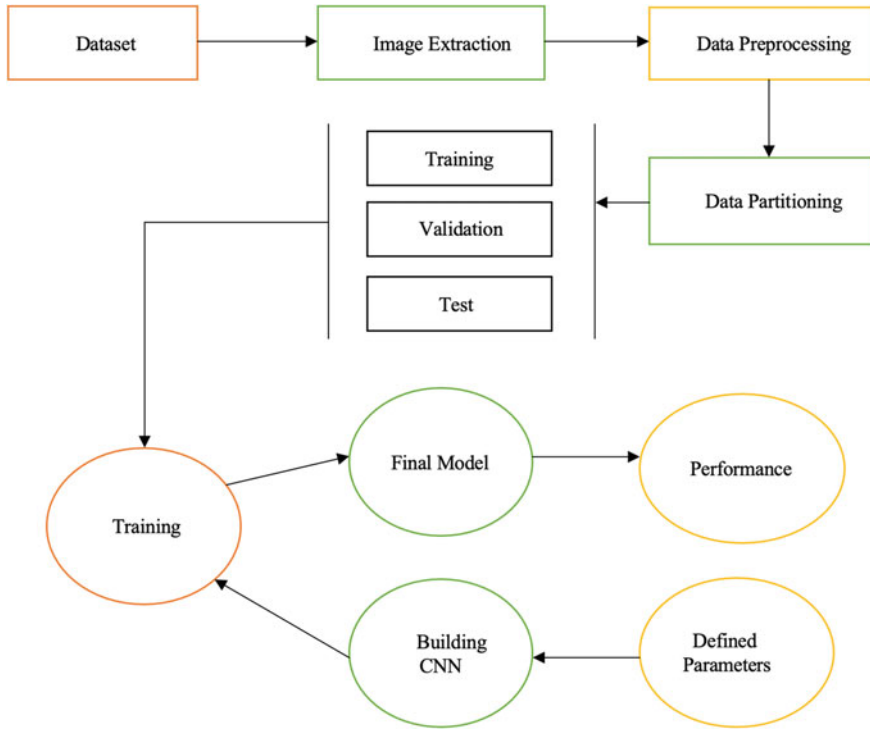 Dataset
Image Extraction
Data Preprocessing
Training
Validation
Test
Data Partitioning
Final Model
Performance
Training
Building
CNN
Defined
Parameters